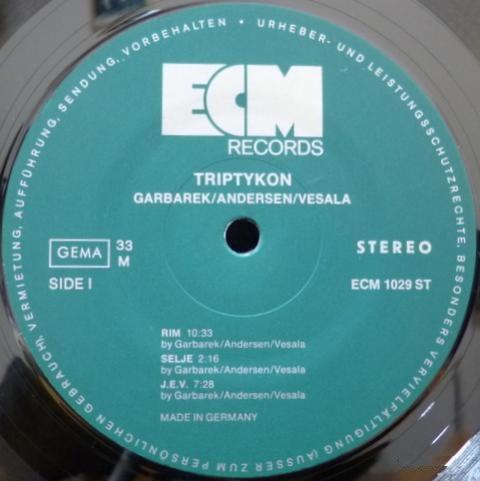 URHEBER- UND LEISTUNGSSCHUTZRECHTE, BESONDERS VERVIELFÄLTIGUNG (AUSSER ZUM PERSÖNLICHEN GEBRAUCH), VERMIETUNG, AUFFÜHRUNG, SENDUNG, VORBEHALTEN •
ECM
RECORDS
TRIPTYKON
GARBAREK/ANDERSEN/VESALA
GEMA 33 M
STEREO
SIDE I
ECM 1029 ST
RIM 10:33
by Garbarek/Andersen/Vesala
SELJE 2:16
by Garbarek/Andersen/Vesala
J.E.V. 7:28
by Garbarek/Andersen/Vesala
MADE IN GERMANY